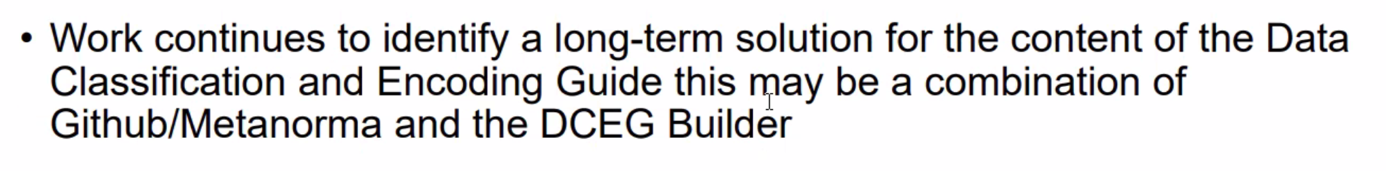 • Work continues to identify a long-term solution for the content of the Data
Classification and Encoding Guide this may be a combination of
Github/Metanorma and the DCEG Builder